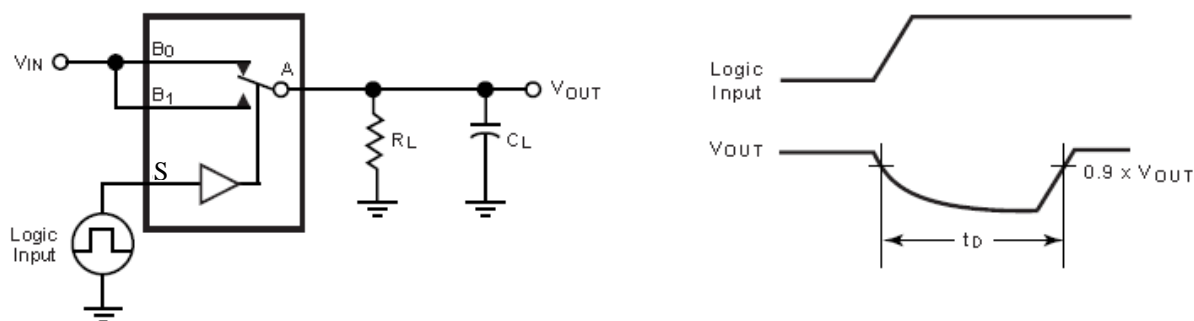 VIN
B0
B1
A
VOUT
RL
CL
S
Logic
Input
Logic
Input
VOUT
0.9 x VOUT
tD